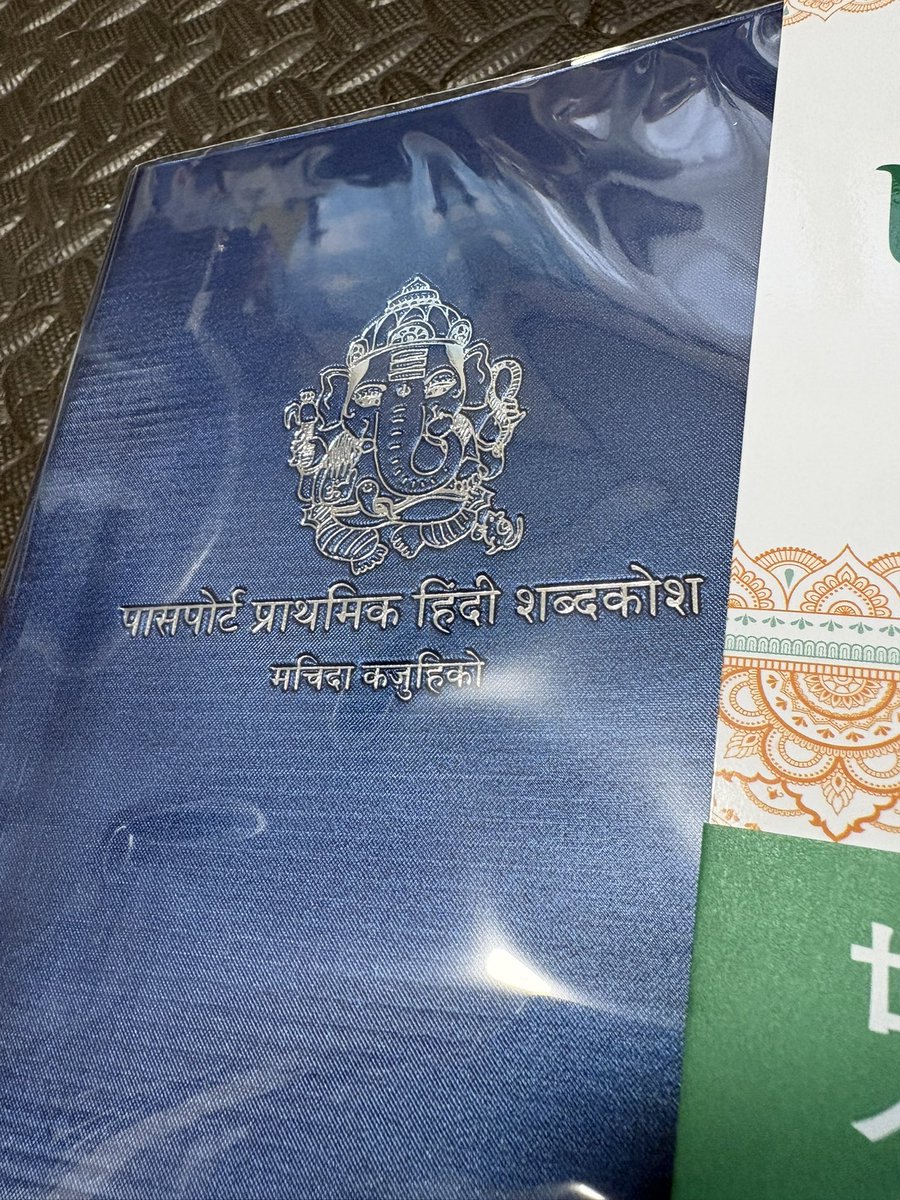 पासपोर्ट प्राथमिक हिंदी शब्दकोश
मचिदा कजुहिको